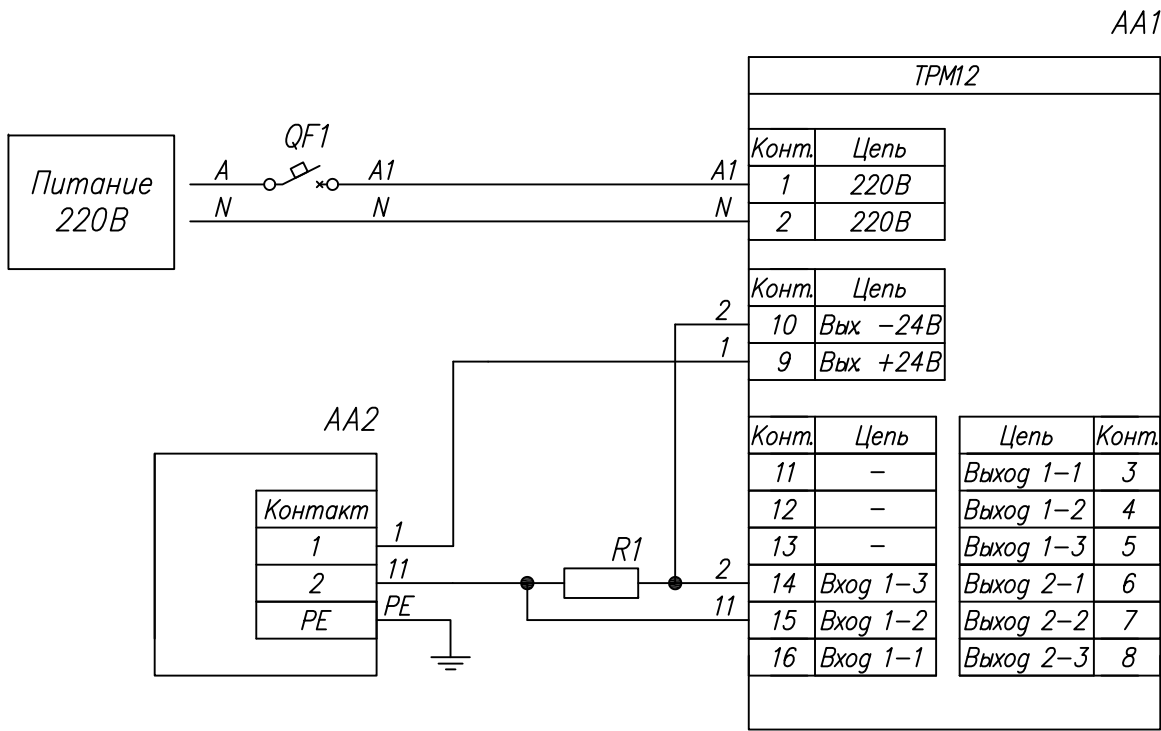 AA1
ТРМ12
QF1
Питание
220В
A
A1
A1
N
N
N
Конт. Цепь
1 220В
2 220В
Конт. Цепь
10 Вых. -24В
9 Вых. +24В
2
1
AA2
Контакт
1
2
PE
1
11
PE
R1
2
11
Конт. Цепь
11 -
12 -
13 -
14 Вход 1-3
15 Вход 1-2
16 Вход 1-1
Цепь Конт.
Выход 1-1 3
Выход 1-2 4
Выход 1-3 5
Выход 2-1 6
Выход 2-2 7
Выход 2-3 8